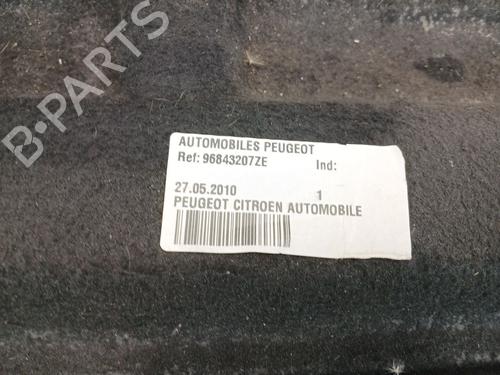 B-PARTS
AUTOMOBILES PEUGEOT
Ref: 96843207ZE Ind:
27.05.2010 1
PEUGEOT CITROEN AUTOMOBILE